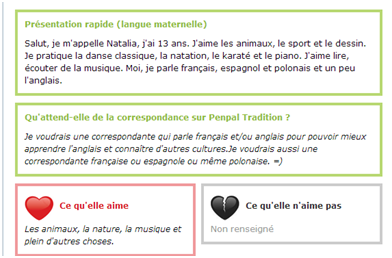 Présentation rapide (langue maternelle)
Salut, je m'appelle Natalia, j'ai 13 ans. J'aime les animaux, le sport et le dessin.
Je pratique la danse classique, la natation, le karaté et le piano. J'aime lire,
écouter de la musique. Moi, je parle français, espagnol et polonais et un peu
l'anglais.
Qu'attend-elle de la correspondance sur Penpal Tradition ?
Je voudrais une correspondante qui parle français et/ou anglais pour pouvoir mieux
apprendre l'anglais et connaître d'autres cultures.Je voudrais aussi une
correspondante française ou espagnole ou même polonaise. =)
Ce qu'elle aime
Les animaux, la nature, la musique et
plein d'autres choses.
Ce qu'elle n'aime pas
Non renseigné